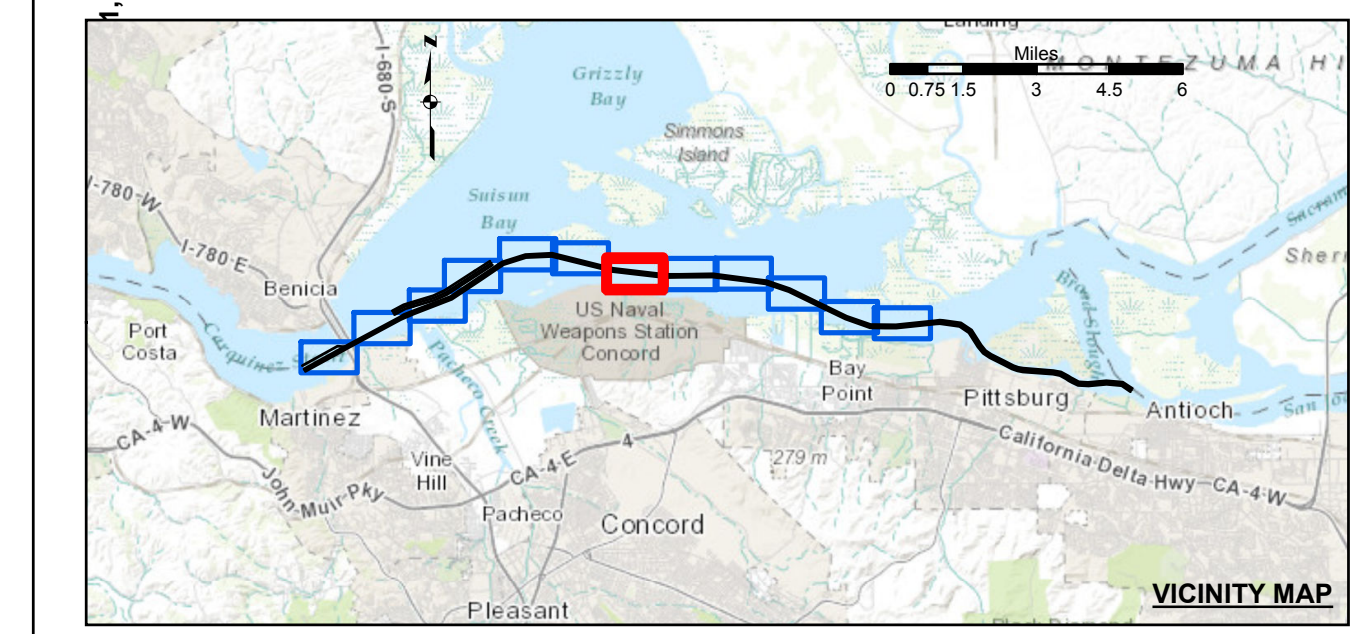 Landing
N
I-680-S
Grizzly
Bay
Miles
MONTEZUMA HI
0 0.75 1.5 3 4.5 6
Simmons
Island
I-780-W
Suisun
Bay
I-780 E
Benicia
Port
Costa
Carquinez
US Naval
Weapons Station
Concord
Pacheco Creek
Broad Slough
Martinez
Bay
Point
Pittsburg
Antioch
CA-4-W
John-Muir-Pky
Vine
Hill
CA-4-E
4
279 m
California-Delta-Hwy
CA-4-W
Pacheco
Concord
Pleasant
VICINITY MAP